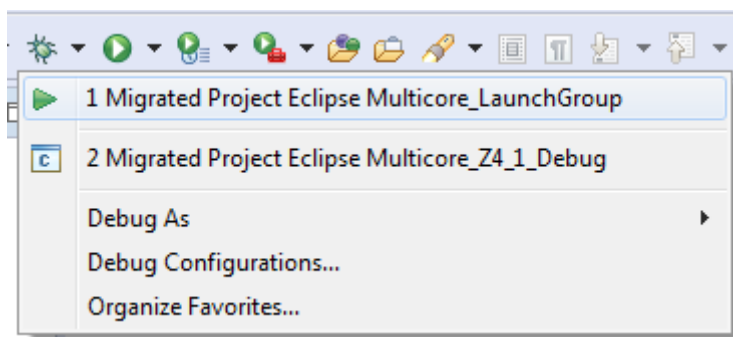 1 Migrated Project Eclipse Multicore_LaunchGroup
2 Migrated Project Eclipse Multicore_Z4_1_Debug
Debug As
Debug Configurations...
Organize Favorites...